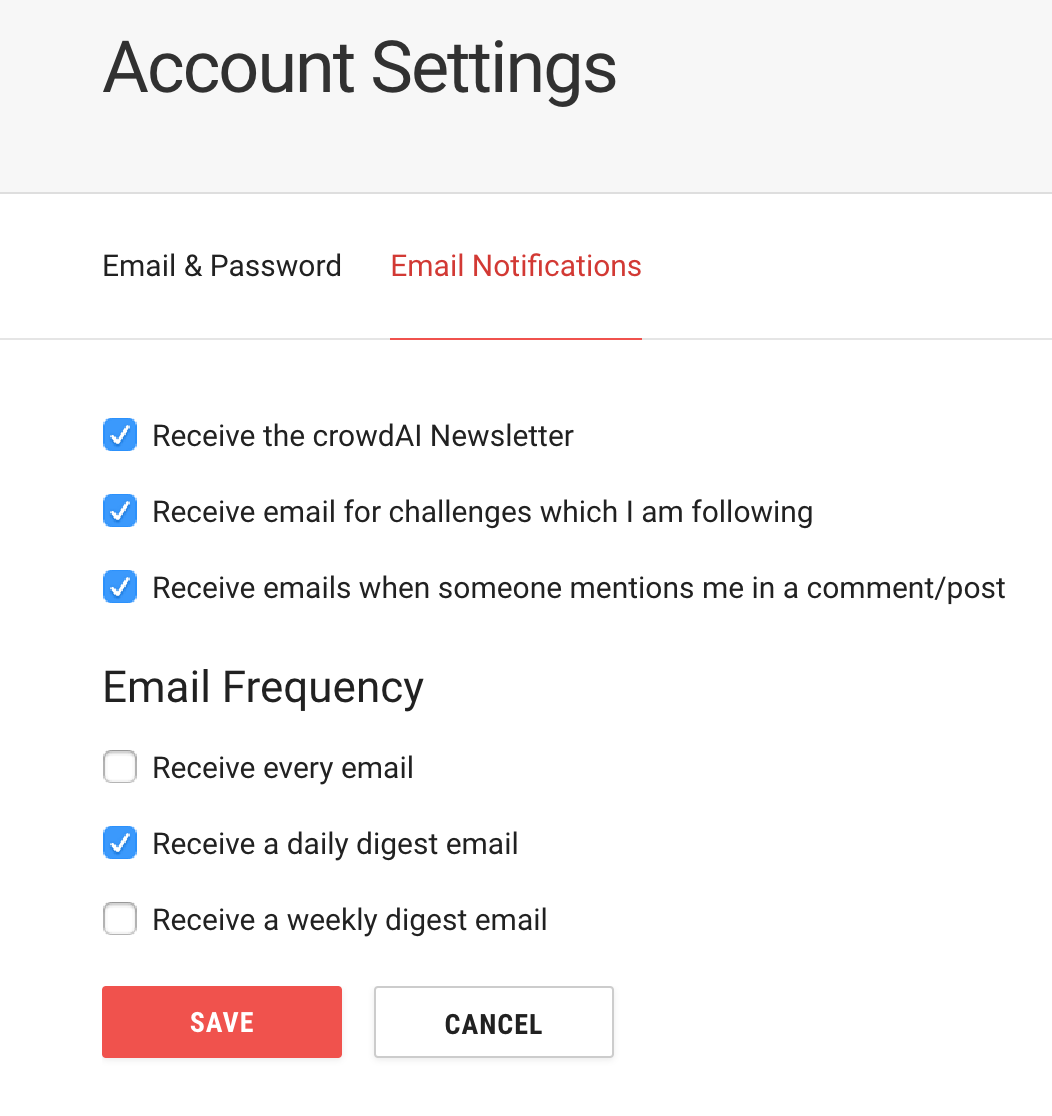 Account Settings
Email & Password Email Notifications
Receive the crowdAI Newsletter
Receive email for challenges which I am following
Receive emails when someone mentions me in a comment/post
Email Frequency
Receive every email
Receive a daily digest email
Receive a weekly digest email
SAVE CANCEL